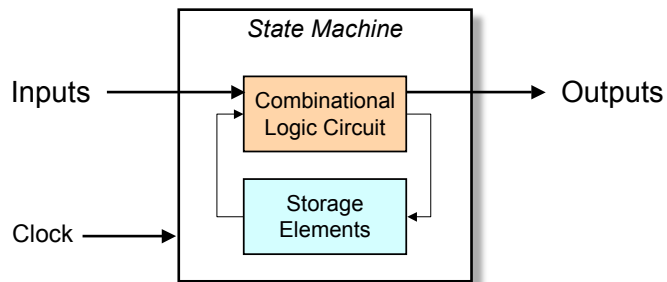 State Machine
Inputs
Combinational
Logic Circuit
Outputs
Storage
Elements
Clock